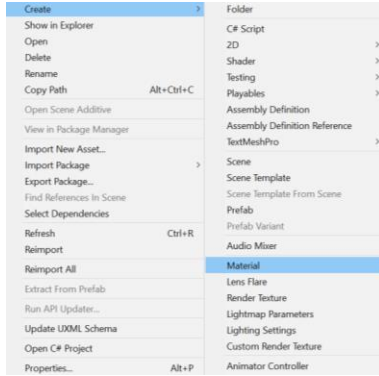 Create
Show in Explorer
Open
Delete
Rename
Copy Path Alt+Ctrl+C
Open Scene Additive
View in Package Manager
Import New Asset...
Import Package
Export Package...
Find References In Scene
Select Dependencies
Refresh Ctrl+R
Reimport
Reimport All
Extract From Prefab
Run API Updater...
Update UXML Schema
Open C# Project
Properties... Alt+P
Folder
C# Script
2D
Shader
Testing
Playables
Assembly Definition
Assembly Definition Reference
TextMeshPro
Scene
Scene Template
Scene Template From Scene
Prefab
Prefab Variant
Audio Mixer
Material
Lens Flare
Render Texture
Lightmap Parameters
Lighting Settings
Custom Render Texture
Animator Controller